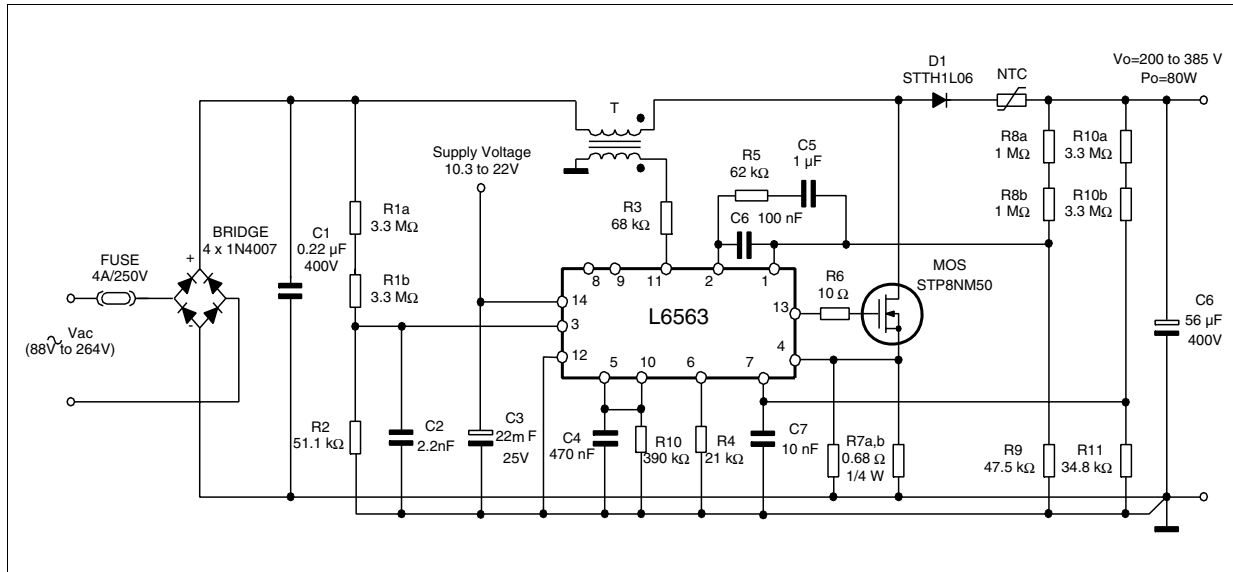 D1
STTH1L06
NTC
Vo=200 to 385 V
Po=80W
T
Supply Voltage
10.3 to 22V
R5
62 kΩ
C5
1 µF
R8a
1 MΩ
R10a
3.3 MΩ
R8b
1 MΩ
R10b
3.3 MΩ
R1a
3.3 MΩ
R3
68 kΩ
C6
100 nF
BRIDGE
4 x 1N4007
FUSE
4A/250V
+
-
C1
0.22 µF
400V
R1b
3.3 MΩ
MOS
STP8NM50
8
9
11
2
1
14
3
12
L6563
13
4
5
10
6
7
R6
10 Ω
C6
56 µF
400V
Vac
(88V to 264V)
R2
51.1 kΩ
C2
2.2nF
C3
22m F
25V
C4
470 nF
R10
390 kΩ
R4
21 kΩ
C7
10 nF
R7a,b
0.68 Ω
1/4 W
R9
47.5 kΩ
R11
34.8 kΩ